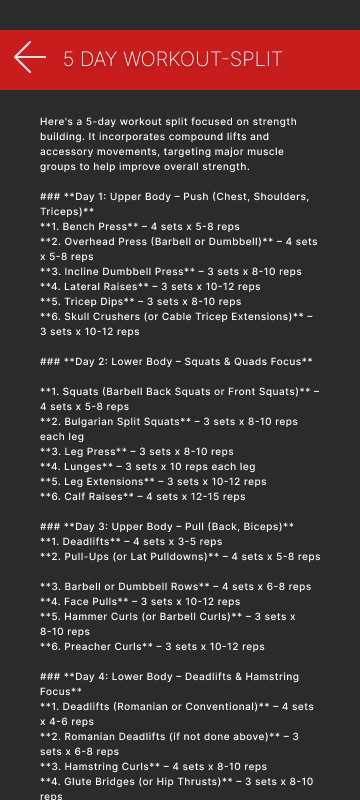 5 DAY WORKOUT-SPLIT
Here's a 5-day workout split focused on strength
building. It incorporates compound lifts and
accessory movements, targeting major muscle
groups to help improve overall strength.
### **Day 1: Upper Body – Push (Chest, Shoulders,
Triceps)**
**1. Bench Press** – 4 sets x 5-8 reps
**2. Overhead Press (Barbell or Dumbbell)** – 4 sets
x 5-8 reps
**3. Incline Dumbbell Press** – 3 sets x 8-10 reps
**4. Lateral Raises** – 3 sets x 10-12 reps
**5. Tricep Dips** – 3 sets x 8-10 reps
**6. Skull Crushers (or Cable Tricep Extensions)** –
3 sets x 10-12 reps
### **Day 2: Lower Body – Squats & Quads Focus**
**1. Squats (Barbell Back Squats or Front Squats)** –
4 sets x 5-8 reps
**2. Bulgarian Split Squats** – 3 sets x 8-10 reps
each leg
**3. Leg Press** – 3 sets x 8-10 reps
**4. Lunges** – 3 sets x 10 reps each leg
**5. Leg Extensions** – 3 sets x 10-12 reps
**6. Calf Raises** – 4 sets x 12-15 reps
### **Day 3: Upper Body – Pull (Back, Biceps)**
**1. Deadlifts** – 4 sets x 3-5 reps
**2. Pull-Ups (or Lat Pulldowns)** – 4 sets x 5-8 reps
**3. Barbell or Dumbbell Rows** – 4 sets x 6-8 reps
**4. Face Pulls** – 3 sets x 10-12 reps
**5. Hammer Curls (or Barbell Curls)** – 3 sets x
8-10 reps
**6. Preacher Curls** – 3 sets x 10-12 reps
### **Day 4: Lower Body – Deadlifts & Hamstring
Focus**
**1. Deadlifts (Romanian or Conventional)** – 4 sets
x 4-6 reps
**2. Romanian Deadlifts (if not done above)** – 3
sets x 6-8 reps
**3. Hamstring Curls** – 4 sets x 8-10 reps
**4. Glute Bridges (or Hip Thrusts)** – 3 sets x 8-10
reps